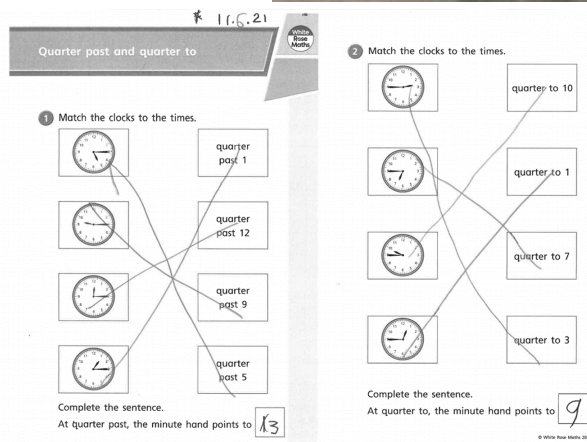 * 11.6.21
White Rose Maths
Quarter past and quarter to
1 Match the clocks to the times.
quarter past 1
quarter past 12
quarter past 9
quarter past 5
Complete the sentence.
At quarter past, the minute hand points to 3
2 Match the clocks to the times.
quarter to 10
quarter to 1
quarter to 7
quarter to 3
Complete the sentence.
At quarter to, the minute hand points to 9